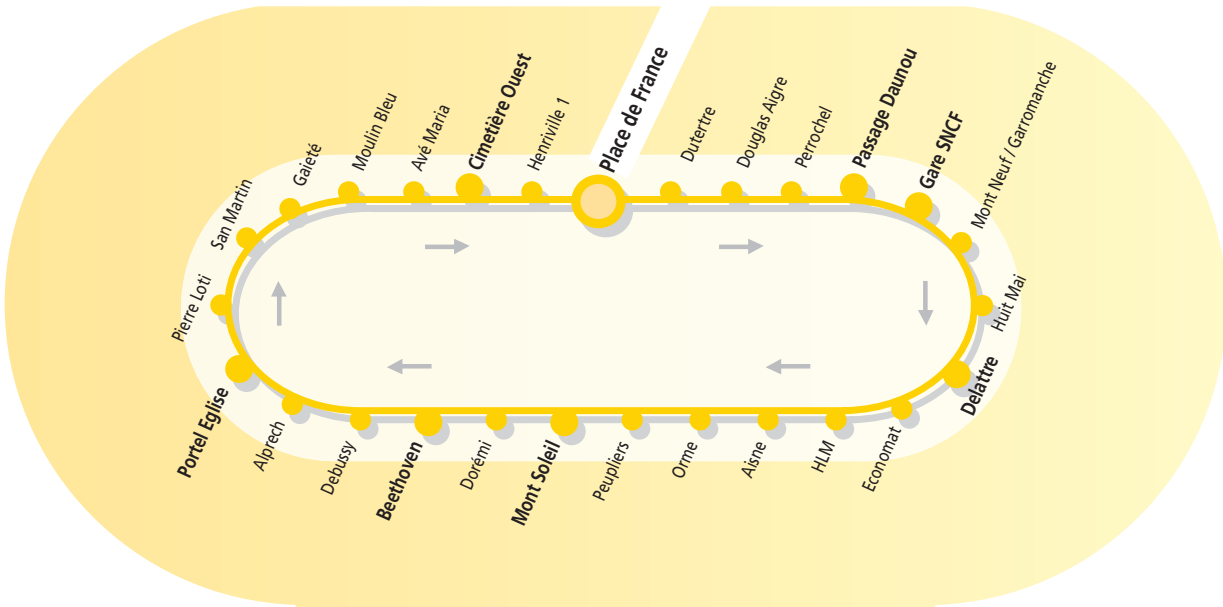 Place de France
Dutertre
Douglas Aigre
Perrochel
Passage Daunou
Gare SNCF
Mont Neuf / Garromanche
Huit Mai
Delattre
Economat
HLM
Aisne
Orme
Peupliers
Mont Soleil
Dorémi
Beethoven
Debussy
Alprech
Portel Eglise
Pierre Loti
San Martin
Gaieté
Moulin Bleu
Avé Maria
Cimetière Ouest
Henriville 1